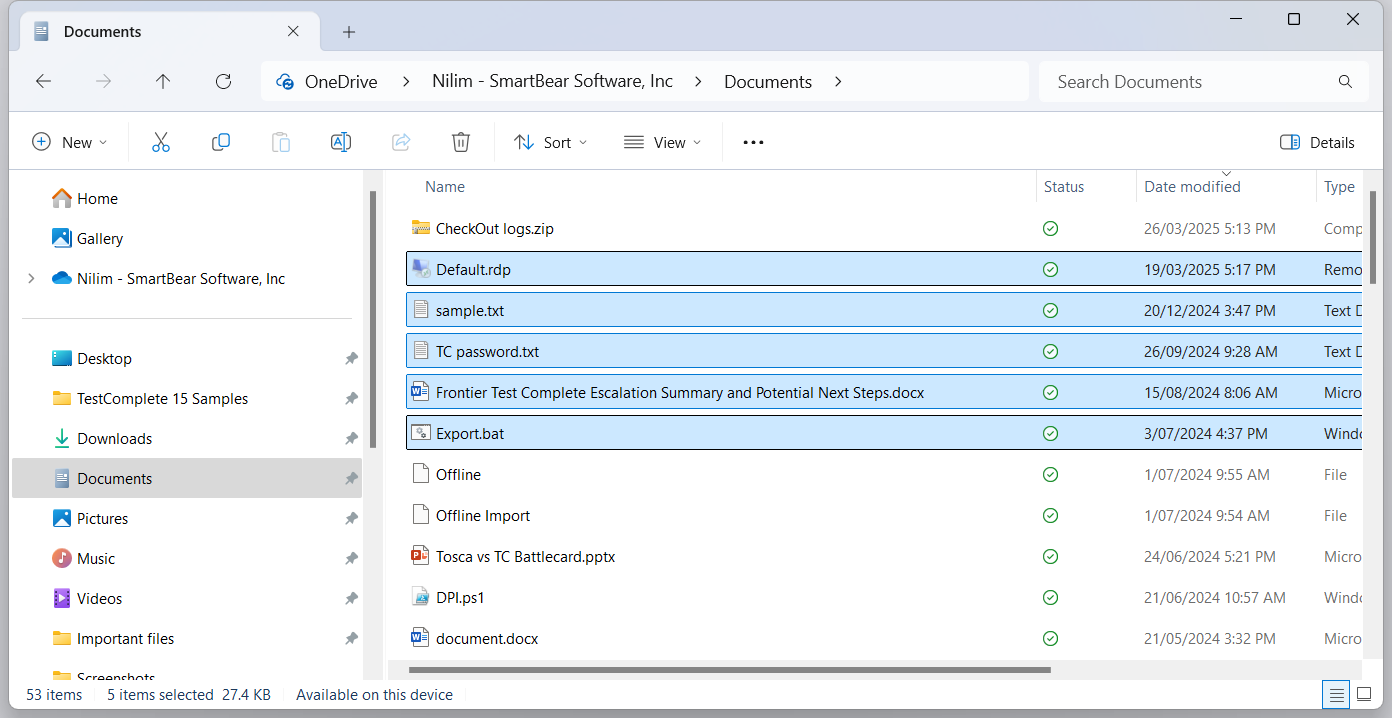 Documents
OneDrive Nilim - SmartBear Software, Inc Documents Search Documents
New Sort View Details
Home
Gallery
Nilim - SmartBear Software, Inc
Desktop
TestComplete 15 Samples
Downloads
Documents
Pictures
Music
Videos
Important files
Screenshots
Name Status Date modified Type
CheckOut logs.zip 26/03/2025 5:13 PM Comp
Default.rdp 19/03/2025 5:17 PM Remo
sample.txt 20/12/2024 3:47 PM Text D
TC password.txt 26/09/2024 9:28 AM Text D
Frontier Test Complete Escalation Summary and Potential Next Steps.docx 15/08/2024 8:06 AM Micro
Export.bat 3/07/2024 4:37 PM Windo
Offline 1/07/2024 9:55 AM File
Offline Import 1/07/2024 9:54 AM File
Tosca vs TC Battlecard.pptx 24/06/2024 5:21 PM Micro
DPI.ps1 21/06/2024 10:57 AM Windo
document.docx 21/05/2024 3:32 PM Micro
53 items 5 items selected 27.4 KB Available on this device